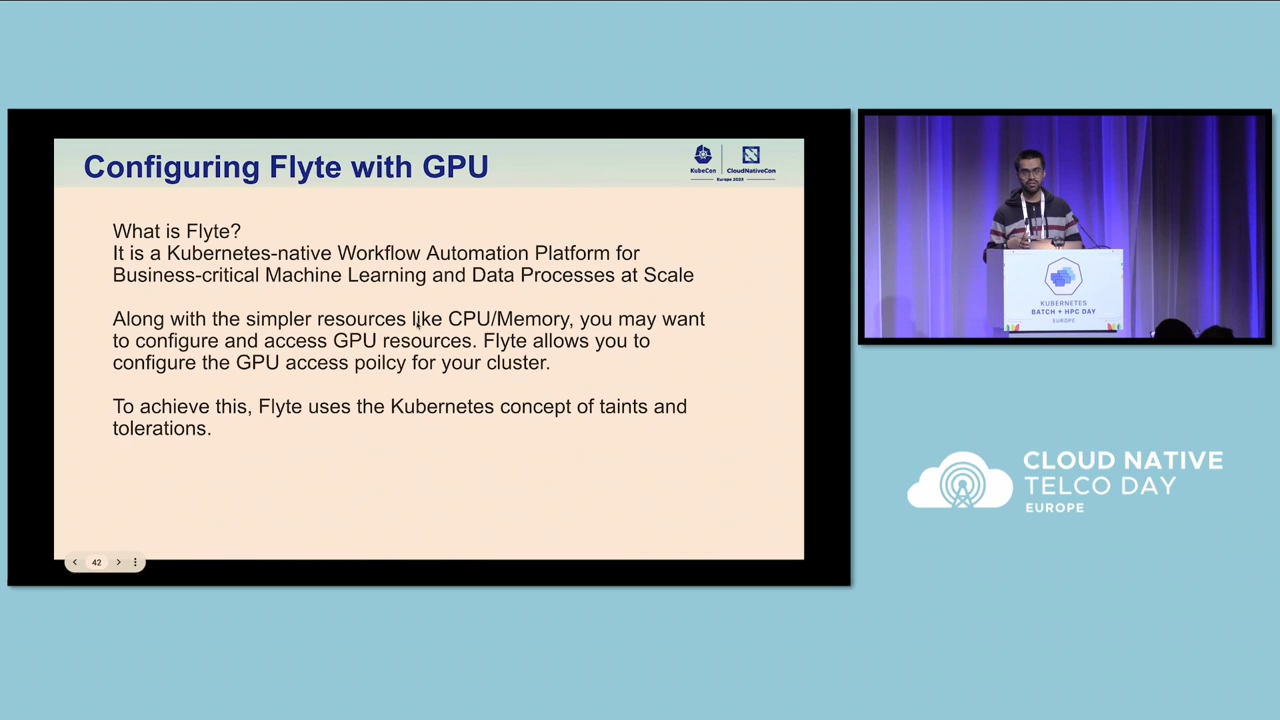 Configuring Flyte with GPU
KubeCon
CloudNativeCon
Europe 2023
What is Flyte?
It is a Kubernetes-native Workflow Automation Platform for
Business-critical Machine Learning and Data Processes at Scale
Along with the simpler resources like CPU/Memory, you may want
to configure and access GPU resources. Flyte allows you to
configure the GPU access poilcy for your cluster.
To achieve this, Flyte uses the Kubernetes concept of taints and
tolerations.
42
KUBERNETES
BATCH + HPC DAY
EUROPE
CLOUD NATIVE
TELCO DAY
EUROPE